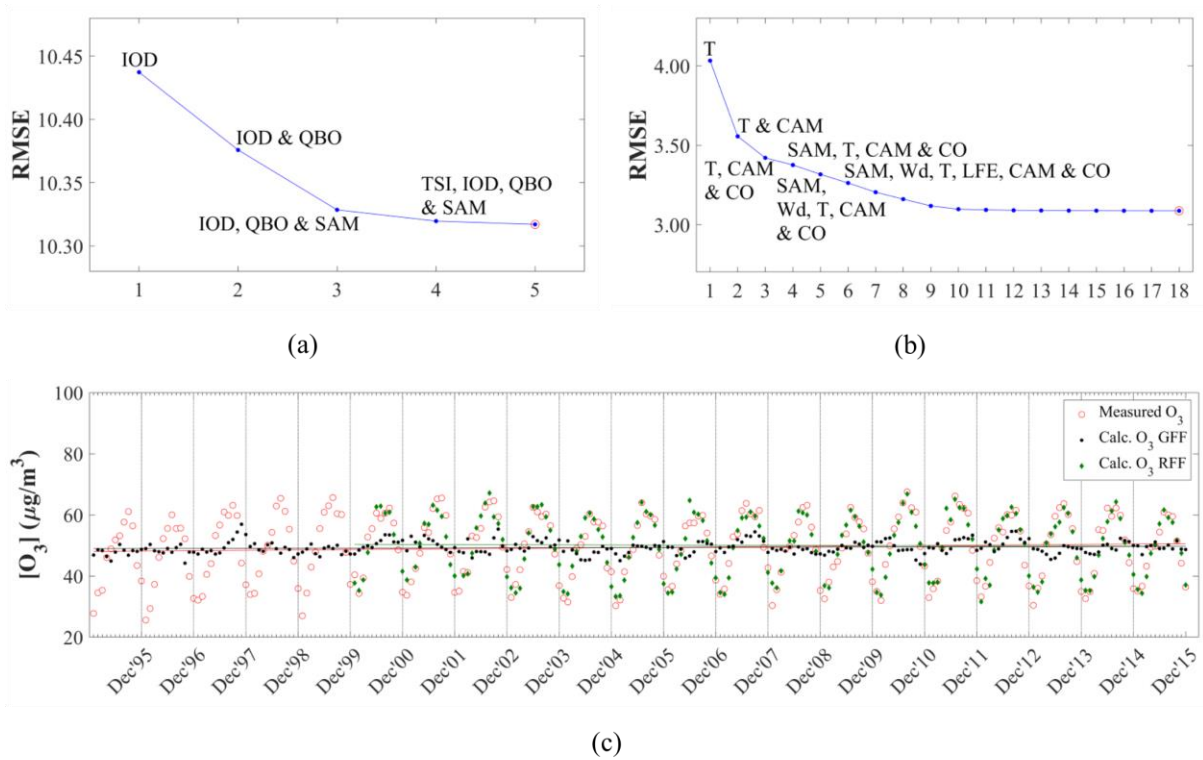 10.45
10.40
10.35
10.30
RMSE
IOD
IOD & QBO
IOD, QBO & SAM
TSI, IOD, QBO
& SAM
1 2 3 4 5
(a)
4.00
3.50
3.00
RMSE
T
T & CAM
T, CAM
& CO
SAM, T, CAM & CO
SAM,
Wd, T, CAM
& CO
SAM, Wd, T, LFE, CAM & CO
1 2 3 4 5 6 7 8 9 10 11 12 13 14 15 16 17 18
(b)
100
80
60
40
20
[O3] (μg/m3)
Measured O3
Calc. O3 GFF
Calc. O3 RFF
Dec'95 Dec'96 Dec'97 Dec'98 Dec'99 Dec'00 Dec'01 Dec'02 Dec'03 Dec'04 Dec'05 Dec'06 Dec'07 Dec'08 Dec'09 Dec'10 Dec'11 Dec'12 Dec'13 Dec'14 Dec'15
(c)